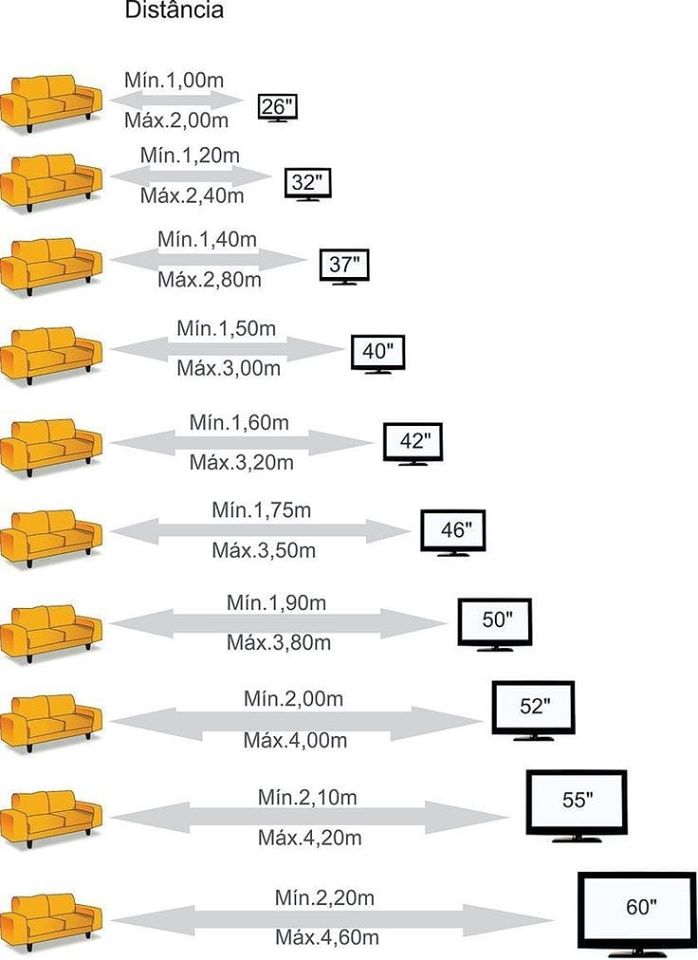 Distância
Mín.1,00m
26"
Máx.2,00m
Mín.1,20m
32"
Máx.2,40m
Mín.1,40m
37"
Máx.2,80m
Mín.1,50m
40"
Máx.3,00m
Mín.1,60m
42"
Máx.3,20m
Mín.1,75m
46"
Máx.3,50m
Mín.1,90m
50"
Máx.3,80m
Mín.2,00m
52"
Máx.4,00m
Mín.2,10m
55"
Máx.4,20m
Mín.2,20m
60"
Máx.4,60m